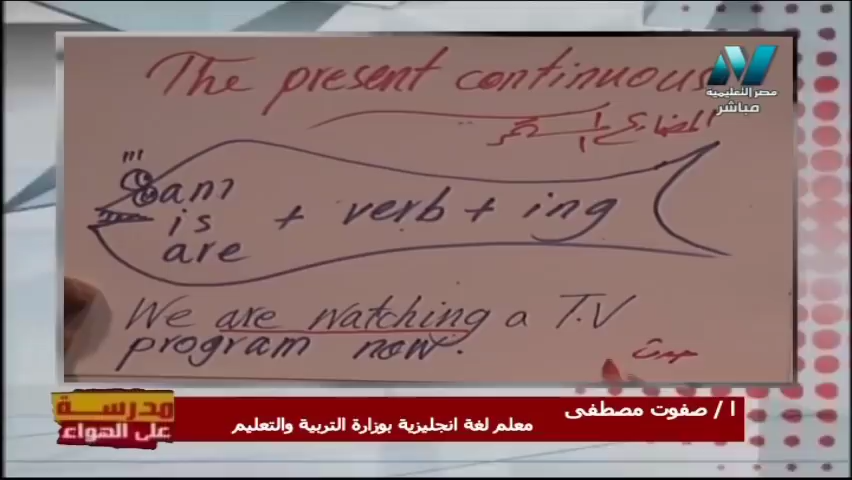 The present continuous
مصر التعليمية
مباشر
المضارع المستمر
am
is
are
+ verb + ing
We are watching a T.V
program now.
حدث
مدرسة
على الهواء
ا / صفوت مصطفى
معلم لغة انجليزية بوزارة التربية والتعليم